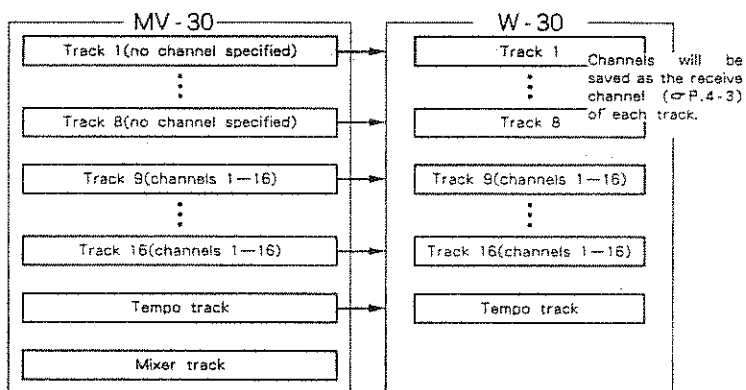 MV-30
Track 1(no channel specified)
Track 8(no channel specified)
Track 9(channels 1—16)
Track 16(channels 1—16)
Tempo track
Mixer track
W-30
Track 1
Track 8
Track 9(channels 1—16)
Track 16(channels 1—16)
Tempo track
Channels will be
saved as the receive
channel (☞P.4-3)
of each track.